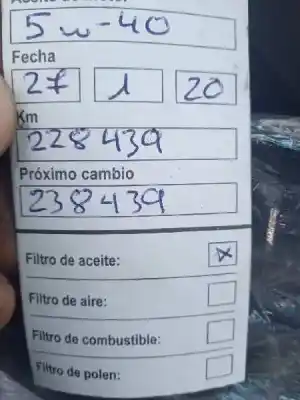 5w-40
Fecha
27 1 20
Km
228439
Próximo cambio
238439
Filtro de aceite: x
Filtro de aire:
Filtro de combustible:
Filtro de polen: